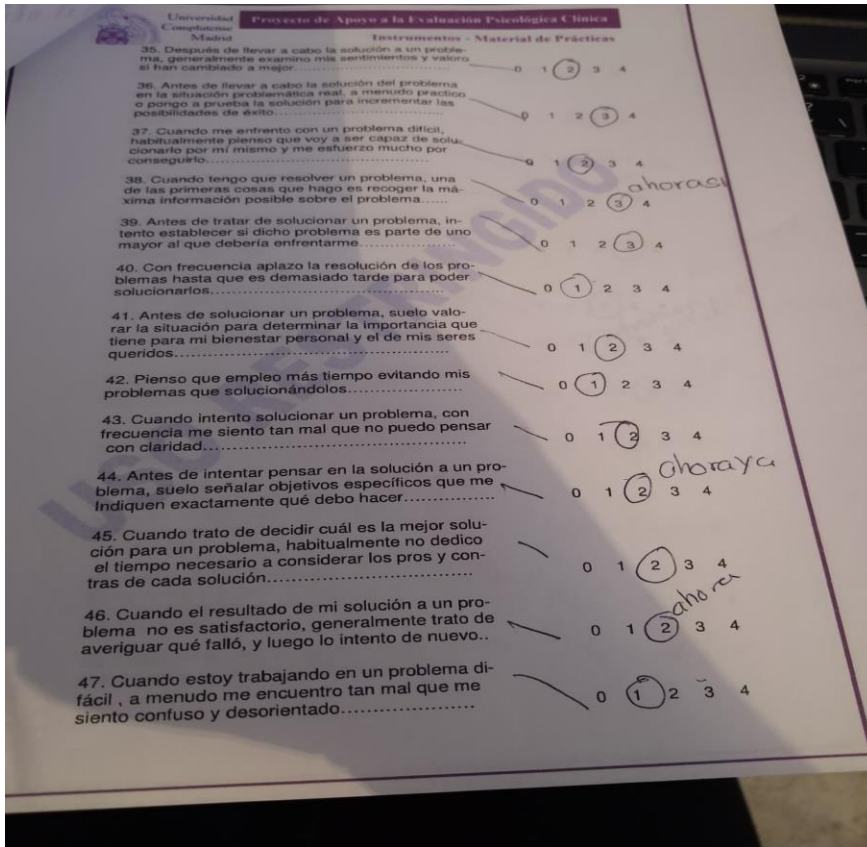 Universidad
Complutense
Madrid
Proyecto de Apoyo a la Evaluación Psicológica Clínica
Instrumentos - Material de Prácticas
35. Después de llevar a cabo la solución a un proble-
ma, generalmente examino mis sentimientos y valoro
si han cambiado a mejor............................................ 0 1 2 3 4
36. Antes de llevar a cabo la solución del problema
en la situación problemática real, a menudo practico
o pongo a prueba la solución para incrementar las
posibilidades de éxito................................................ 0 1 2 3 4
37. Cuando me enfrento con un problema difícil,
habitualmente pienso que voy a ser capaz de solu-
cionarlo por mí mismo y me esfuerzo mucho por
conseguirlo............................................................ 0 1 2 3 4
38. Cuando tengo que resolver un problema, una
de las primeras cosas que hago es recoger la má-
xima información posible sobre el problema...... 0 1 2 3 4 ahorasi
39. Antes de tratar de solucionar un problema, in-
tento establecer si dicho problema es parte de uno
mayor al que debería enfrentarme.................... 0 1 2 3 4
40. Con frecuencia aplazo la resolución de los pro-
blemas hasta que es demasiado tarde para poder
solucionarlos.................................................. 0 1 2 3 4
41. Antes de solucionar un problema, suelo valo-
rar la situación para determinar la importancia que
tiene para mi bienestar personal y el de mis seres
queridos.......................................................... 0 1 2 3 4
42. Pienso que empleo más tiempo evitando mis
problemas que solucionándolos........................ 0 1 2 3 4
43. Cuando intento solucionar un problema, con
frecuencia me siento tan mal que no puedo pensar
con claridad.................................................... 0 1 2 3 4
44. Antes de intentar pensar en la solución a un pro-
blema, suelo señalar objetivos específicos que me
Indiquen exactamente qué debo hacer................ 0 1 2 3 4 ahoraya
45. Cuando trato de decidir cuál es la mejor solu-
ción para un problema, habitualmente no dedico
el tiempo necesario a considerar los pros y con-
tras de cada solución...................................... 0 1 2 3 4
46. Cuando el resultado de mi solución a un pro-
blema no es satisfactorio, generalmente trato de
averiguar qué falló, y luego lo intento de nuevo.. 0 1 2 3 4 ahora
47. Cuando estoy trabajando en un problema di-
fácil , a menudo me encuentro tan mal que me
siento confuso y desorientado...................... 0 1 2 3 4
USO RESTRINGIDO